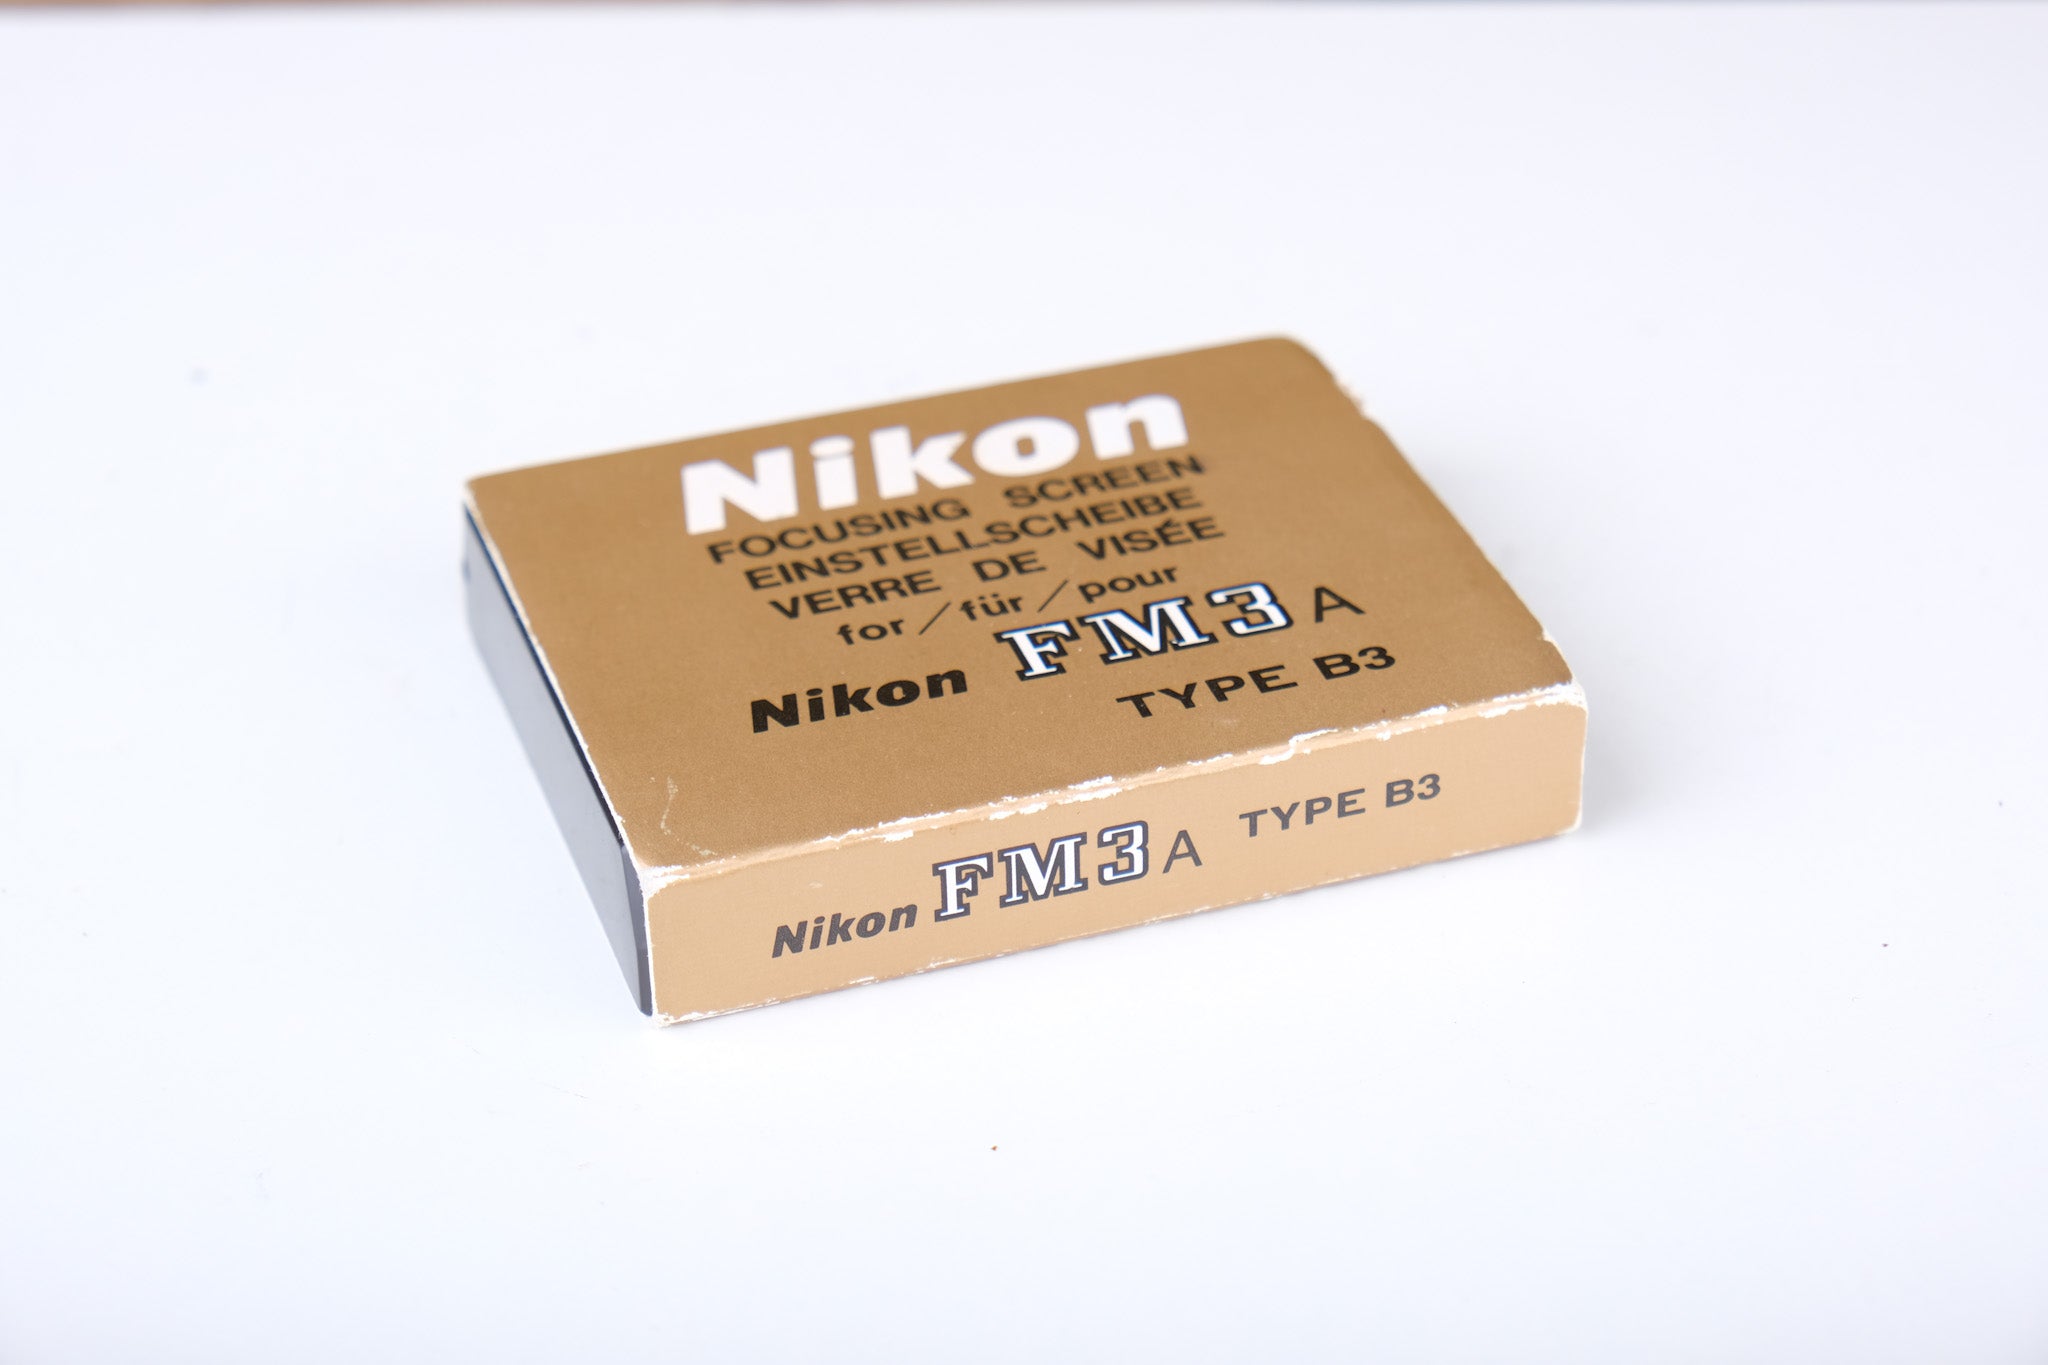 Nikon
FOCUSING SCREEN
EINSTELLSCHEIBE
VERRE DE VISÉE
for / für / pour
Nikon FM3A
TYPE B3
Nikon FM3A TYPE B3